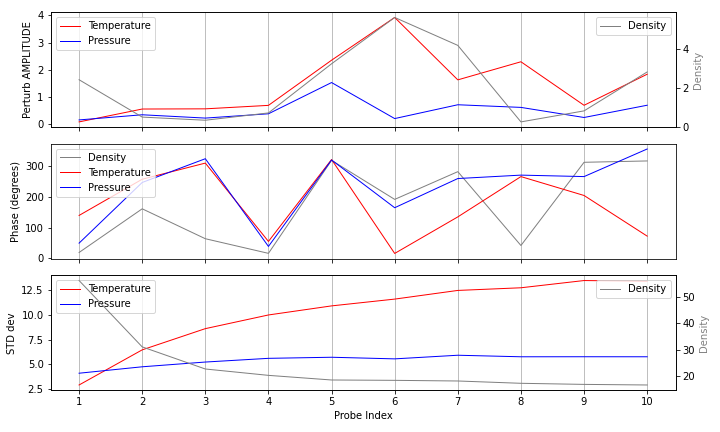 Temperature
Pressure
Density
4
3
2
1
0
Perturb AMPLITUDE
4
2
0
Density
Density
Temperature
Pressure
300
200
100
0
Phase (degrees)
Temperature
Pressure
Density
12.5
10.0
7.5
5.0
2.5
STD dev
50
40
30
20
Density
1 2 3 4 5 6 7 8 9 10
Probe Index